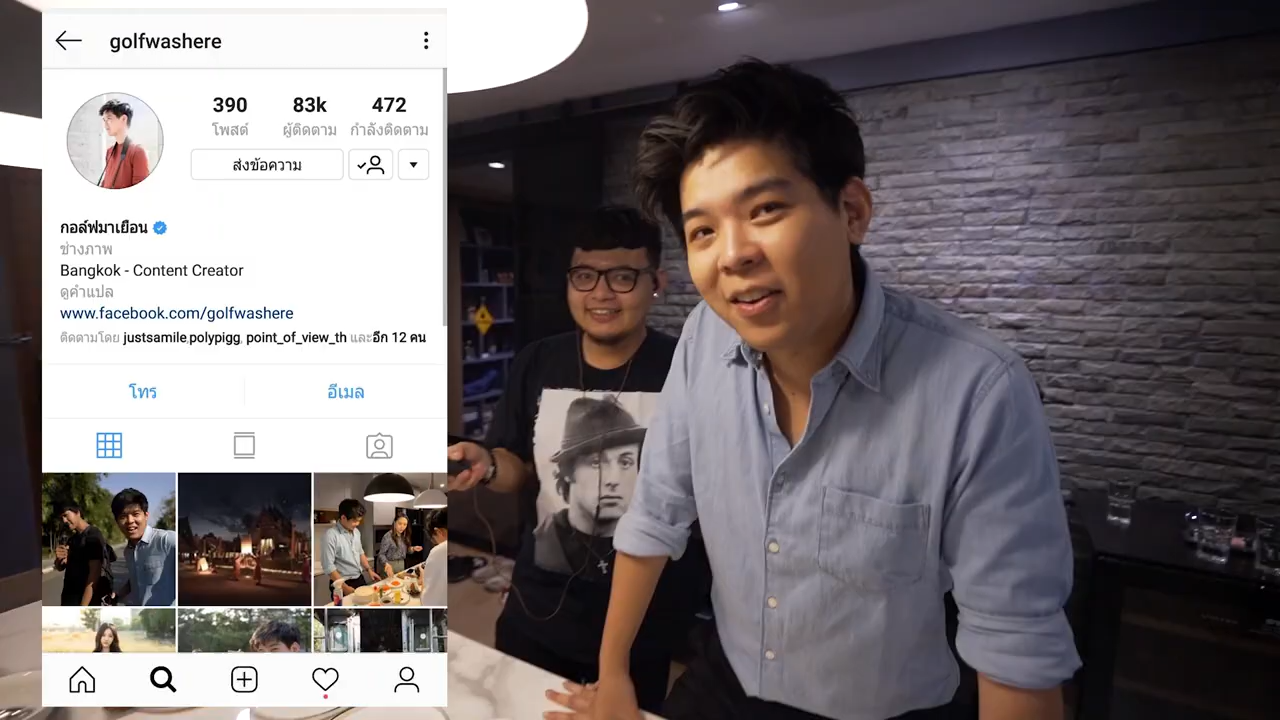 golfwashere
390 83k 472
โพสต์ ผู้ติดตาม กำลังติดตาม
ส่งข้อความ
กอล์ฟมาเยือน
ช่างภาพ
Bangkok - Content Creator
ดูคำแปล
www.facebook.com/golfwashere
ติดตามโดย justsamile.polypigg, point_of_view_th และอีก 12 คน
โทร อีเมล